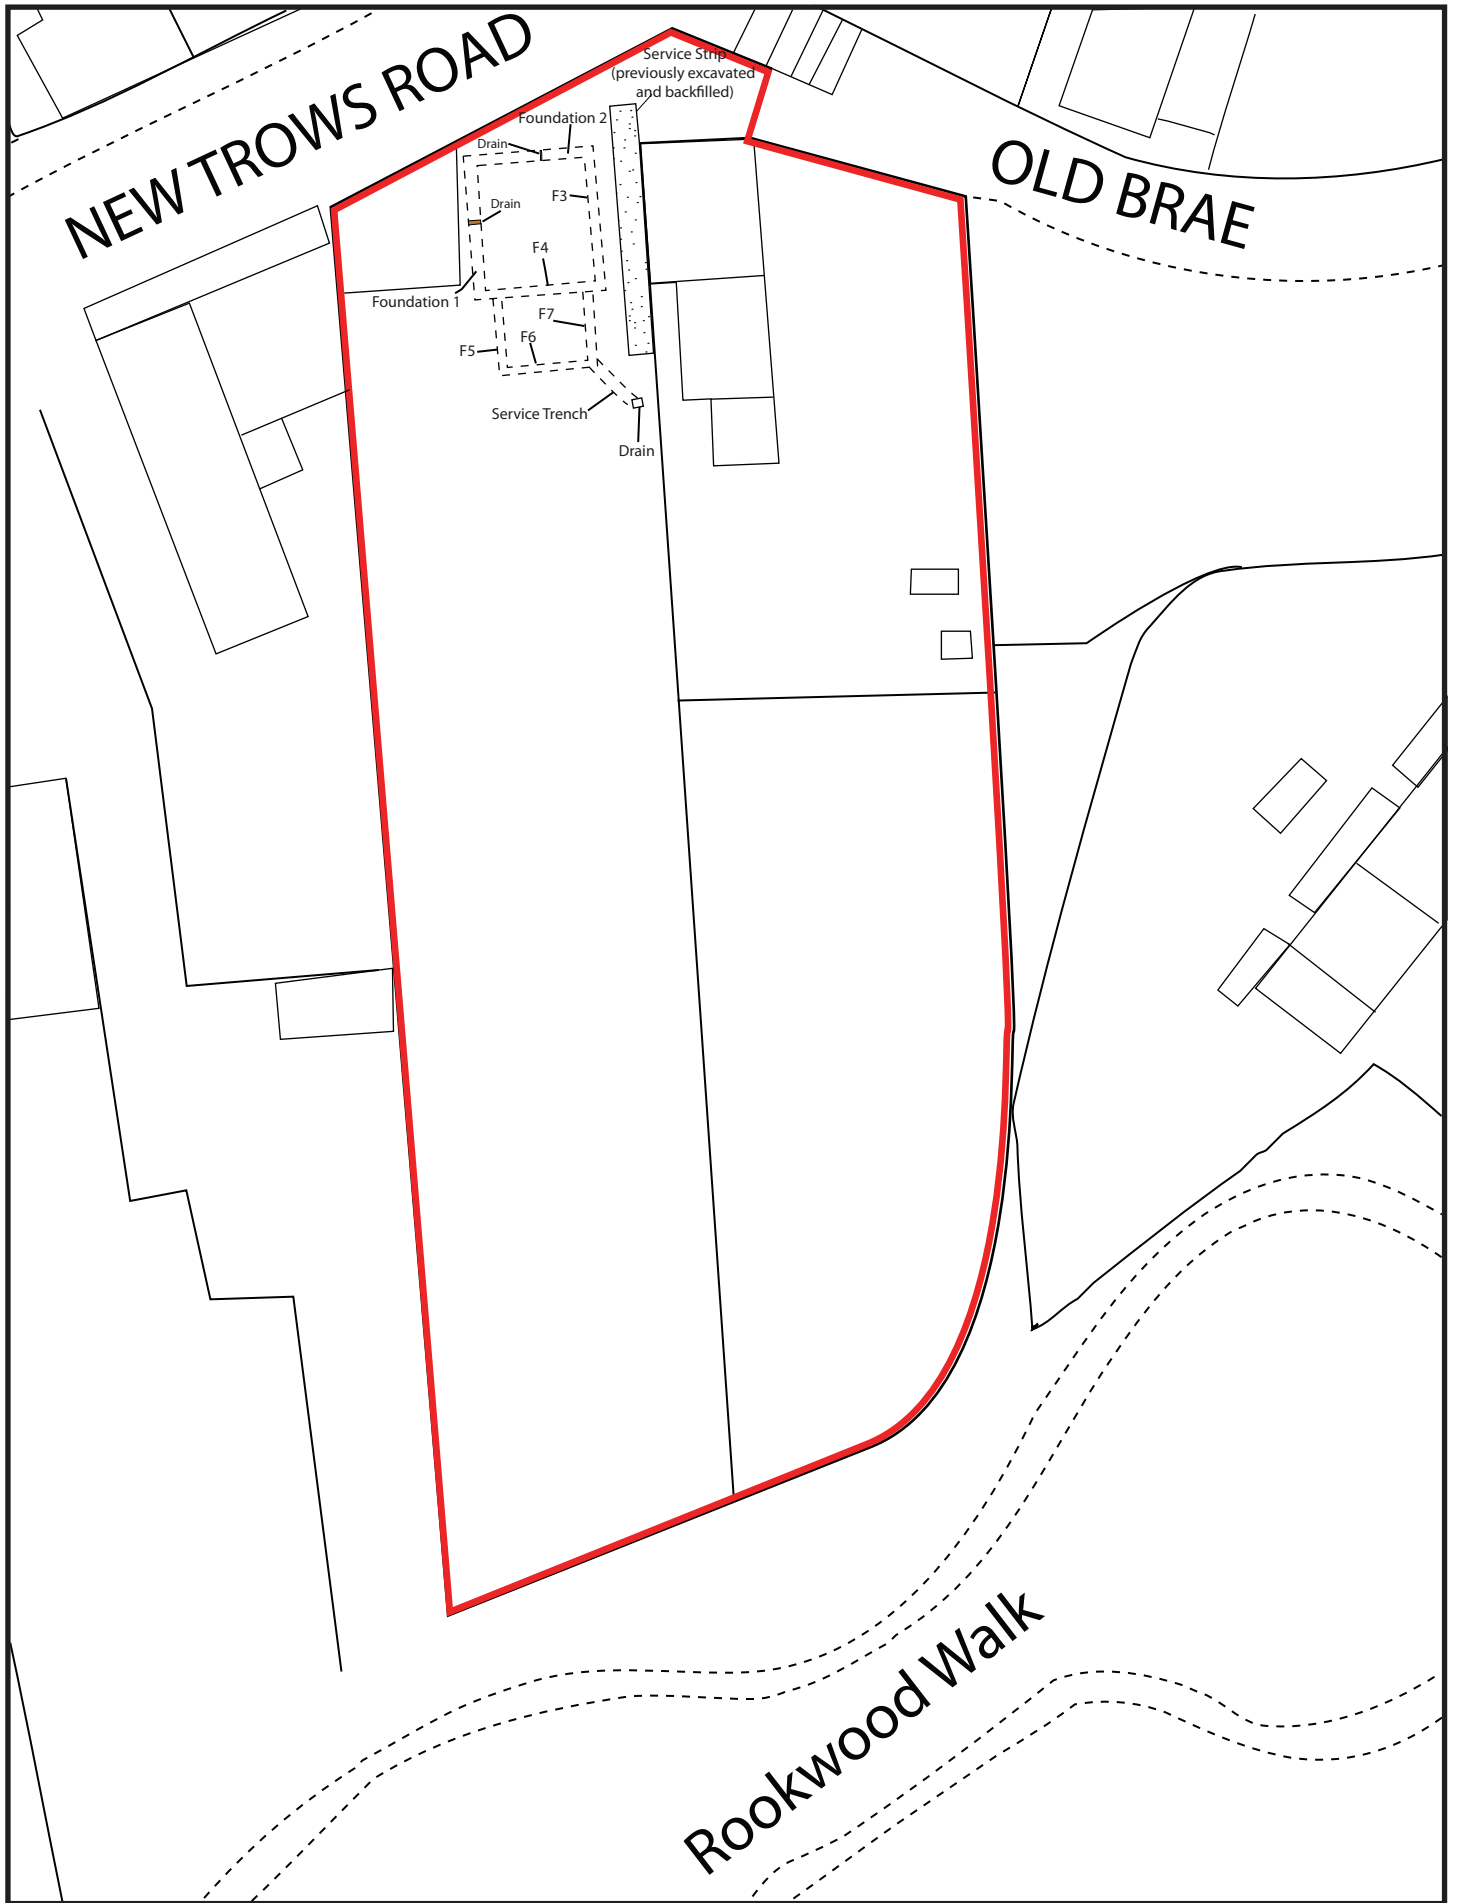 NEW TROWS ROAD
Service Strip
(previously excavated
and backfilled)
Foundation 2
Drain
F3
Drain
F4
Foundation 1
F7
F6
F5
Service Trench
Drain
OLD BRAE
Rookwood Walk